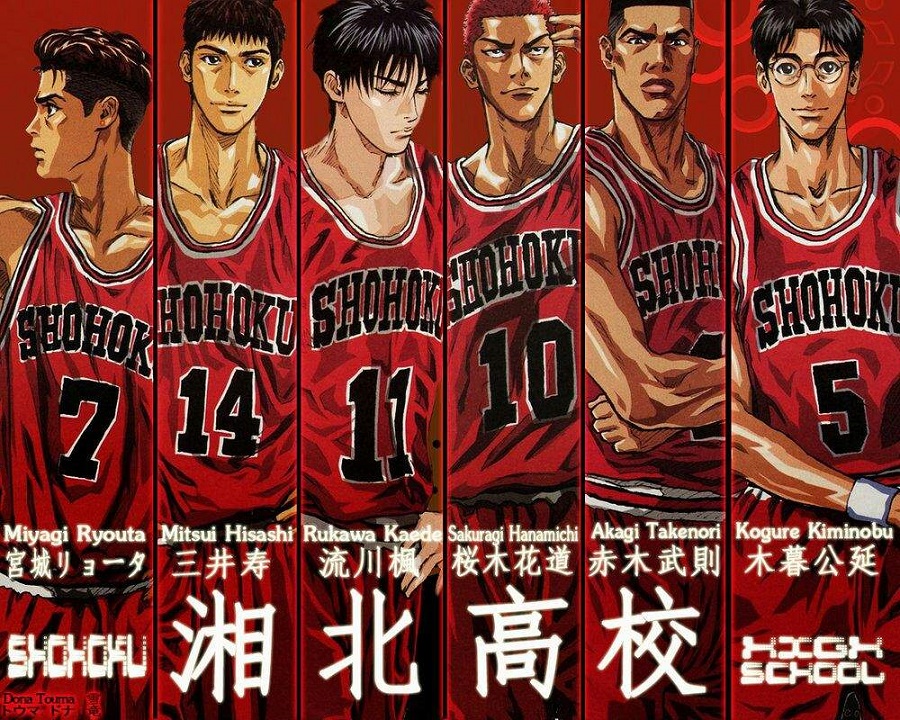 SHOHOK
7
HOHOKU
14
SHOHOKU
11
SHOHOKU
10
SHOH
SHOHOKU
5
Miyagi Ryouta
宮城リョータ
Mitsui Hisashi
三井寿
Rukawa Kaede
流川楓
Sakuragi Hanamichi
桜木花道
Akagi Takenori
赤木武則
Kogure Kiminobu
木暮公延
SHOHOKU
湘北高校
HIGH
SCHOOL
Dona Touma
トウマ ドナ